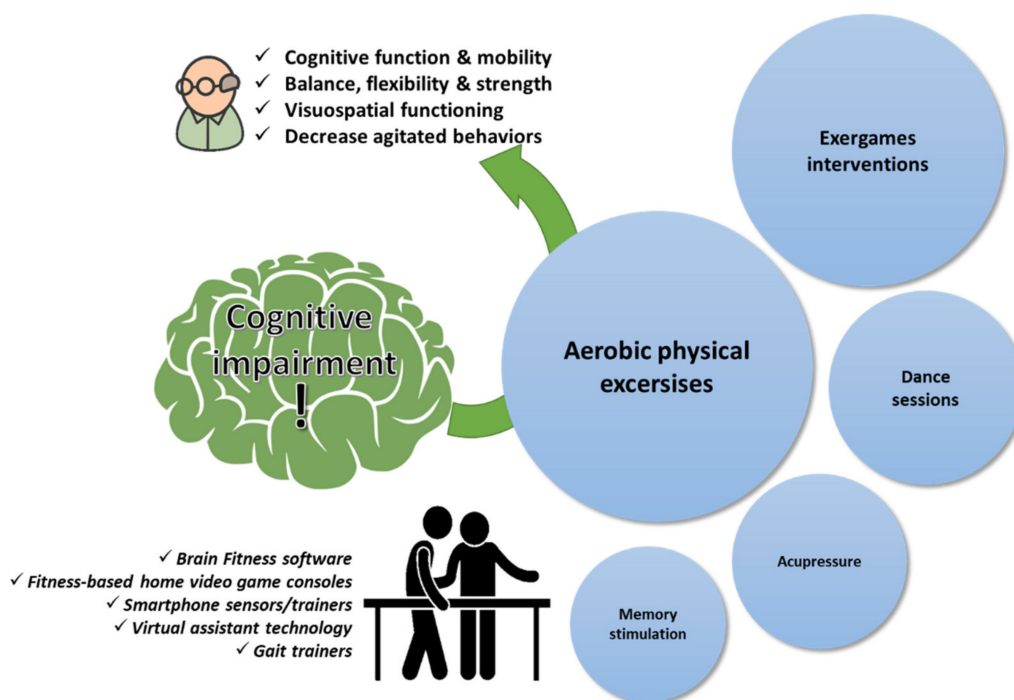 ✓ Cognitive function & mobility
✓ Balance, flexibility & strength
✓ Visuospatial functioning
✓ Decrease agitated behaviors
Exergames
interventions
Cognitive
impairment
!
Aerobic physical
excersises
Dance
sessions
Acupressure
Memory
stimulation
✓ Brain Fitness software
✓ Fitness-based home video game consoles
✓ Smartphone sensors/trainers
✓ Virtual assistant technology
✓ Gait trainers